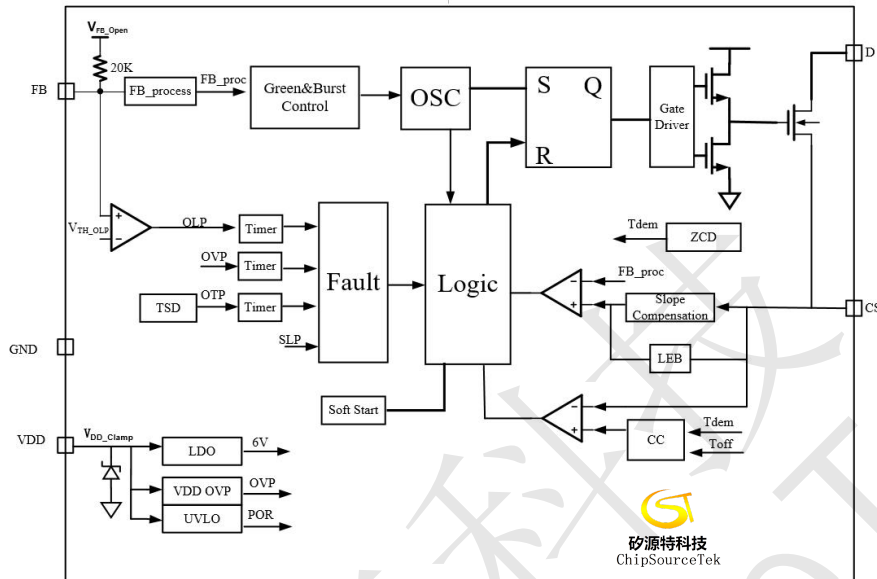 VFB_Open
20K
FB
FB_process
FB_proc
Green&Burst
Control
OSC
S
Q
R
Gate
Driver
D
VTH_OLP
+
−
OLP
Timer
OVP
Timer
TSD
OTP
Timer
SLP
Fault
Logic
Tdem
ZCD
FB_proc
−
+
Slope
Compensation
CS
LEB
GND
Soft Start
−
+
CC
Tdem
Toff
VDD
VDD_Clamp
LDO
6V
VDD OVP
OVP
UVLO
POR
矽源特科技
ChipSourceTek
科技